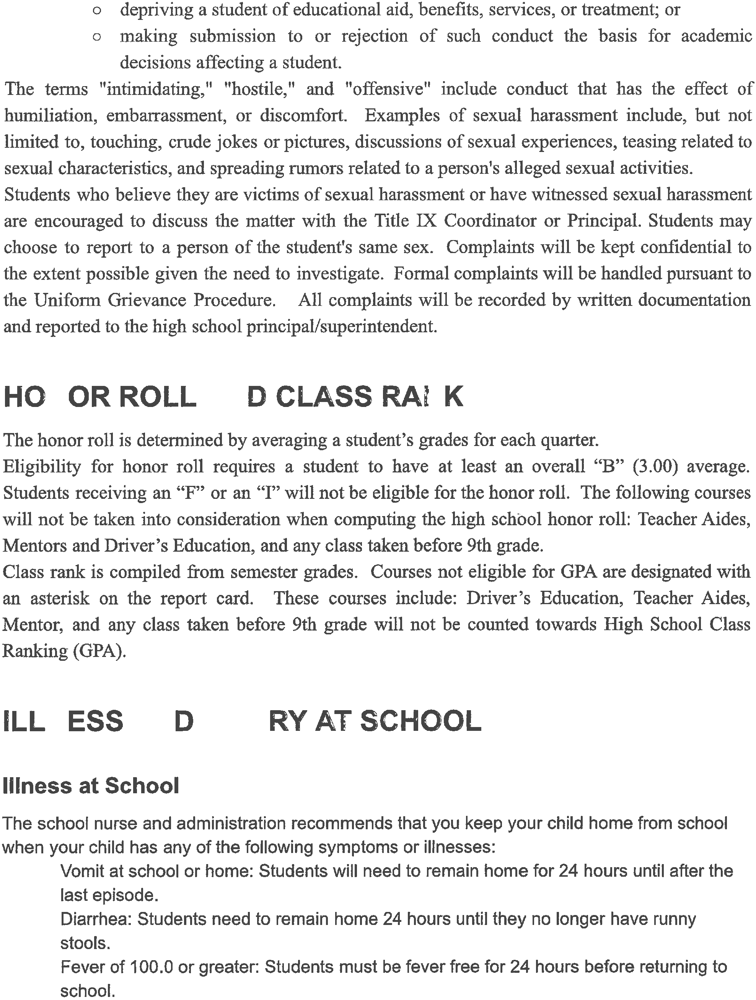 o depriving a student of educational aid, benefits, services, or treatment; or
o making submission to or rejection of such conduct the basis for academic
decisions affecting a student.
The terms "intimidating," "hostile," and "offensive" include conduct that has the effect of
humiliation, embarrassment, or discomfort. Examples of sexual harassment include, but not
limited to, touching, crude jokes or pictures, discussions of sexual experiences, teasing related to
sexual characteristics, and spreading rumors related to a person's alleged sexual activities.
Students who believe they are victims of sexual harassment or have witnessed sexual harassment
are encouraged to discuss the matter with the Title IX Coordinator or Principal. Students may
choose to report to a person of the student's same sex. Complaints will be kept confidential to
the extent possible given the need to investigate. Formal complaints will be handled pursuant to
the Uniform Grievance Procedure. All complaints will be recorded by written documentation
and reported to the high school principal/superintendent.
HO OR ROLL D CLASS RA K
The honor roll is determined by averaging a student’s grades for each quarter.
Eligibility for honor roll requires a student to have at least an overall “B” (3.00) average.
Students receiving an “F” or an “I” will not be eligible for the honor roll. The following courses
will not be taken into consideration when computing the high school honor roll: Teacher Aides,
Mentors and Driver’s Education, and any class taken before 9th grade.
Class rank is compiled from semester grades. Courses not eligible for GPA are designated with
an asterisk on the report card. These courses include: Driver’s Education, Teacher Aides,
Mentor, and any class taken before 9th grade will not be counted towards High School Class
Ranking (GPA).
ILL ESS D RY AT SCHOOL
Illness at School
The school nurse and administration recommends that you keep your child home from school
when your child has any of the following symptoms or illnesses:
Vomit at school or home: Students will need to remain home for 24 hours until after the
last episode.
Diarrhea: Students need to remain home 24 hours until they no longer have runny
stools.
Fever of 100.0 or greater: Students must be fever free for 24 hours before returning to
school.